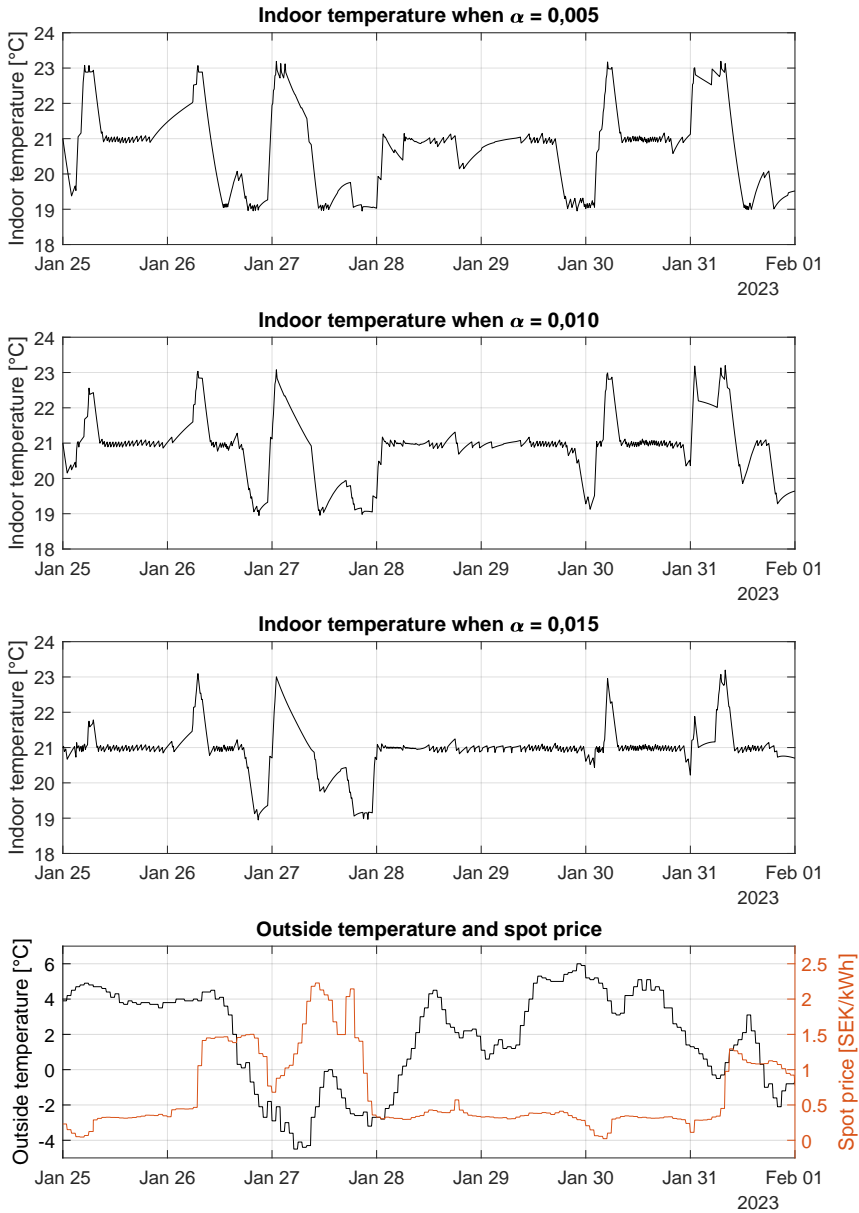 Indoor temperature when α = 0,005
Indoor temperature [°C]
24
23
22
21
20
19
18
Jan 25 Jan 26 Jan 27 Jan 28 Jan 29 Jan 30 Jan 31 Feb 01
2023
Indoor temperature when α = 0,010
Indoor temperature [°C]
24
23
22
21
20
19
18
Jan 25 Jan 26 Jan 27 Jan 28 Jan 29 Jan 30 Jan 31 Feb 01
2023
Indoor temperature when α = 0,015
Indoor temperature [°C]
24
23
22
21
20
19
18
Jan 25 Jan 26 Jan 27 Jan 28 Jan 29 Jan 30 Jan 31 Feb 01
2023
Outside temperature and spot price
Outside temperature [°C]
6
4
2
0
-2
-4
2.5
2
1.5
1
0.5
0
Spot price [SEK/kWh]
Jan 25 Jan 26 Jan 27 Jan 28 Jan 29 Jan 30 Jan 31 Feb 01
2023